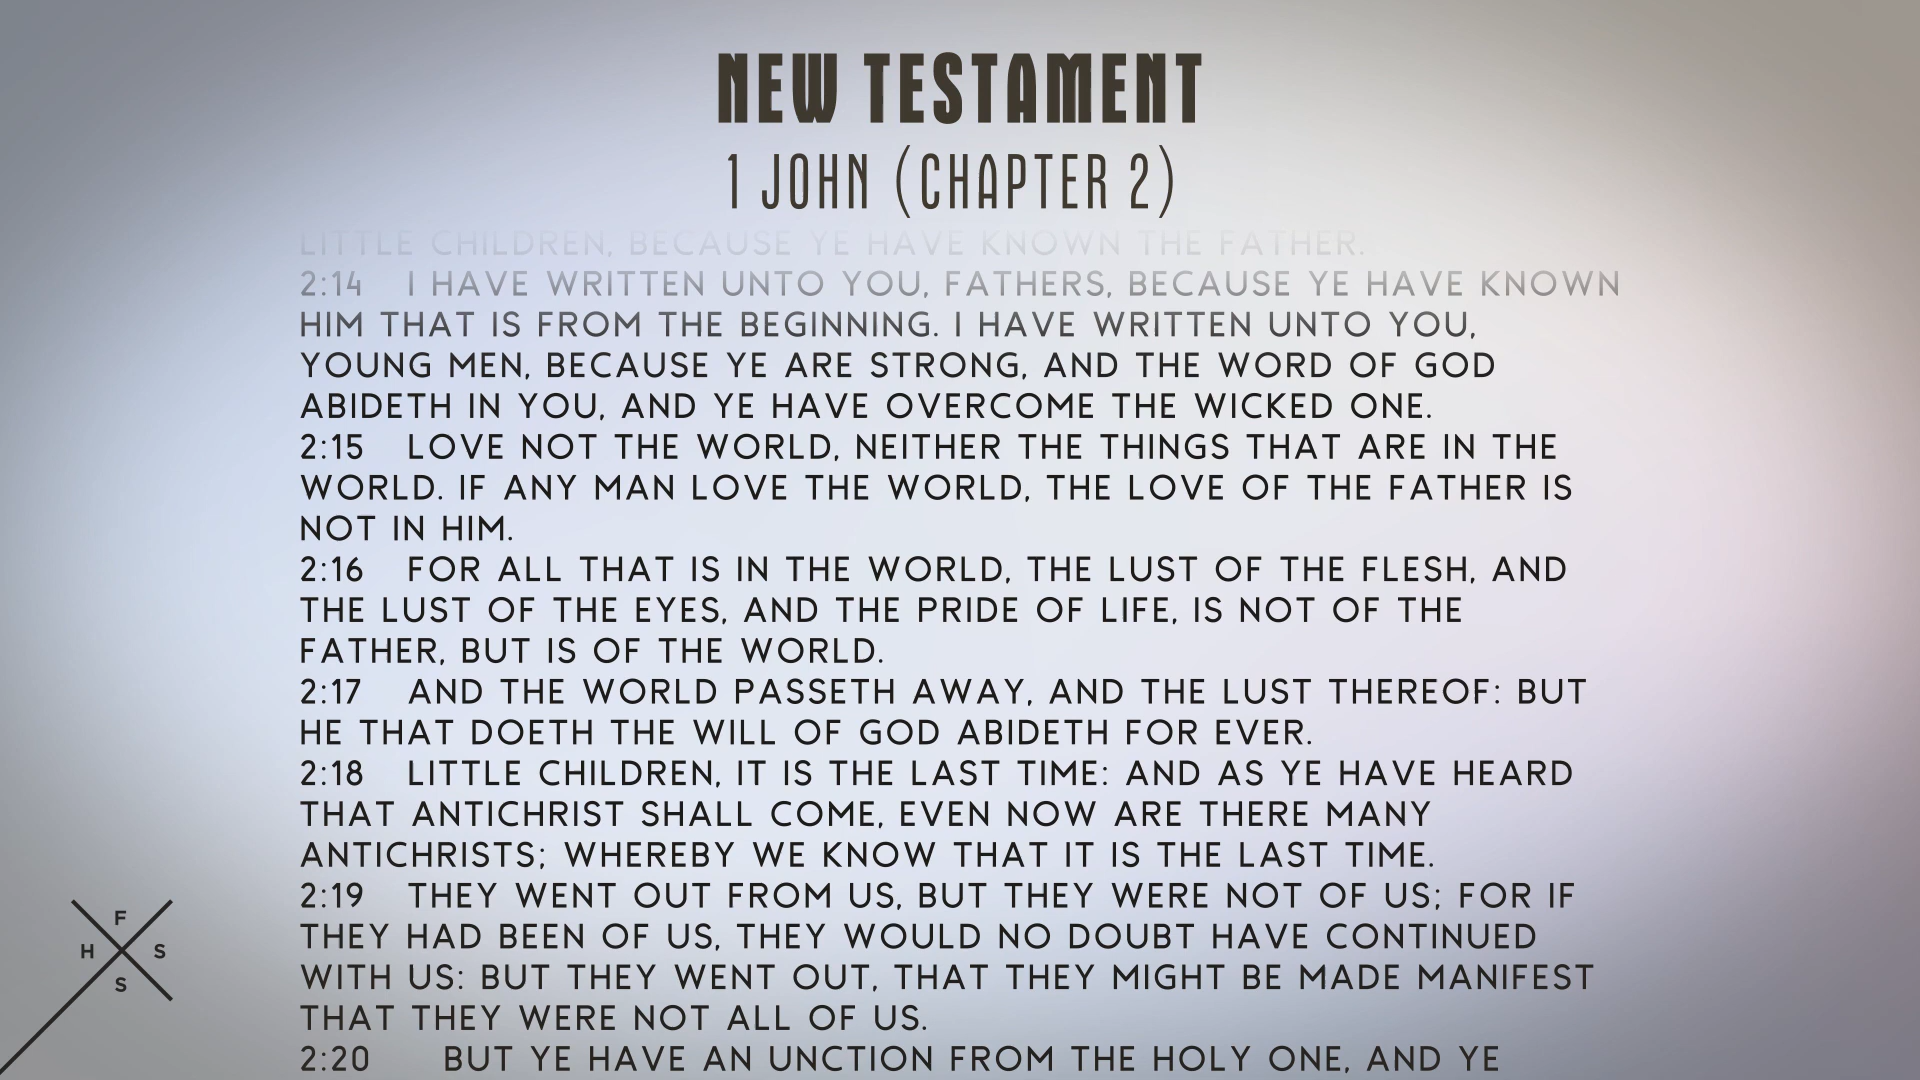 NEW TESTAMENT
1 JOHN (CHAPTER 2)
LITTLE CHILDREN, BECAUSE YE HAVE KNOWN THE FATHER.
2:14 I HAVE WRITTEN UNTO YOU, FATHERS, BECAUSE YE HAVE KNOWN
HIM THAT IS FROM THE BEGINNING. I HAVE WRITTEN UNTO YOU,
YOUNG MEN, BECAUSE YE ARE STRONG, AND THE WORD OF GOD
ABIDETH IN YOU, AND YE HAVE OVERCOME THE WICKED ONE.
2:15 LOVE NOT THE WORLD, NEITHER THE THINGS THAT ARE IN THE
WORLD. IF ANY MAN LOVE THE WORLD, THE LOVE OF THE FATHER IS
NOT IN HIM.
2:16 FOR ALL THAT IS IN THE WORLD, THE LUST OF THE FLESH, AND
THE LUST OF THE EYES, AND THE PRIDE OF LIFE, IS NOT OF THE
FATHER, BUT IS OF THE WORLD.
2:17 AND THE WORLD PASSETH AWAY, AND THE LUST THEREOF: BUT
HE THAT DOETH THE WILL OF GOD ABIDETH FOR EVER.
2:18 LITTLE CHILDREN, IT IS THE LAST TIME: AND AS YE HAVE HEARD
THAT ANTICHRIST SHALL COME, EVEN NOW ARE THERE MANY
ANTICHRISTS; WHEREBY WE KNOW THAT IT IS THE LAST TIME.
2:19 THEY WENT OUT FROM US, BUT THEY WERE NOT OF US; FOR IF
THEY HAD BEEN OF US, THEY WOULD NO DOUBT HAVE CONTINUED
WITH US: BUT THEY WENT OUT, THAT THEY MIGHT BE MADE MANIFEST
THAT THEY WERE NOT ALL OF US.
2:20 BUT YE HAVE AN UNCTION FROM THE HOLY ONE, AND YE
F
H S
S